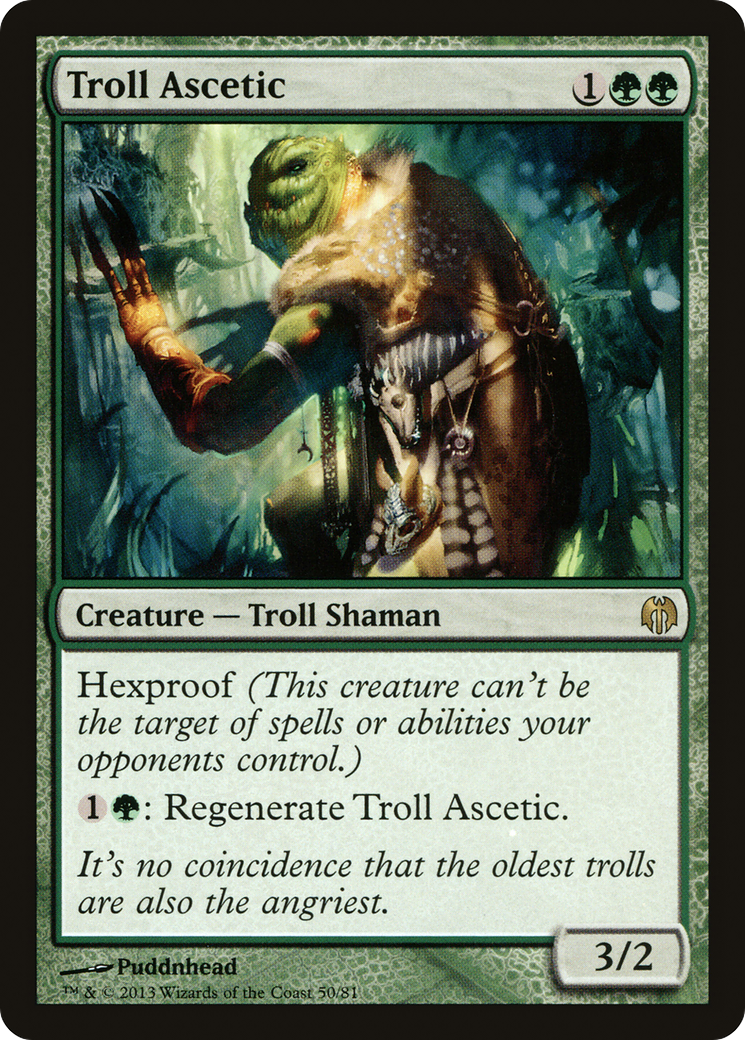 Troll Ascetic 1
Creature — Troll Shaman
Hexproof (This creature can't be
the target of spells or abilities your
opponents control.)
1: Regenerate Troll Ascetic.
It's no coincidence that the oldest trolls
are also the angriest.
3/2
Puddnhead
™ & © 2013 Wizards of the Coast 50/81